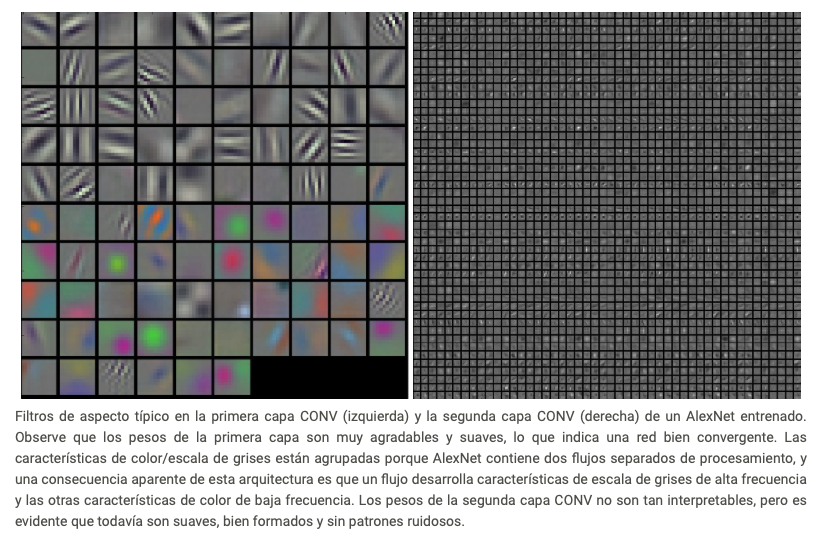 Filtros de aspecto típico en la primera capa CONV (izquierda) y la segunda capa CONV (derecha) de un AlexNet entrenado.
Observe que los pesos de la primera capa son muy agradables y suaves, lo que indica una red bien convergente. Las
características de color/escala de grises están agrupadas porque AlexNet contiene dos flujos separados de procesamiento, y
una consecuencia aparente de esta arquitectura es que un flujo desarrolla características de escala de grises de alta frecuencia
y las otras características de color de baja frecuencia. Los pesos de la segunda capa CONV no son tan interpretables, pero es
evidente que todavía son suaves, bien formados y sin patrones ruidosos.